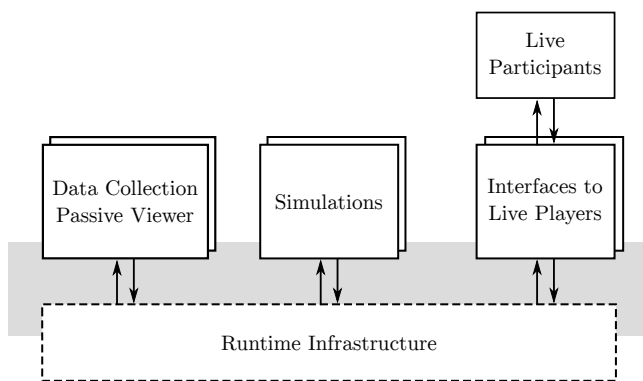 Live
Participants
Data Collection
Passive Viewer
Simulations
Interfaces to
Live Players
Runtime Infrastructure